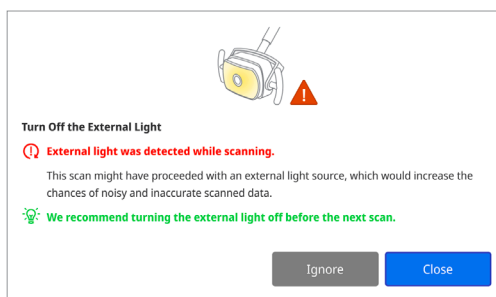 Turn Off the External Light
External light was detected while scanning.
This scan might have proceeded with an external light source, which would increase the
chances of noisy and inaccurate scanned data.
We recommend turning the external light off before the next scan.
Ignore
Close